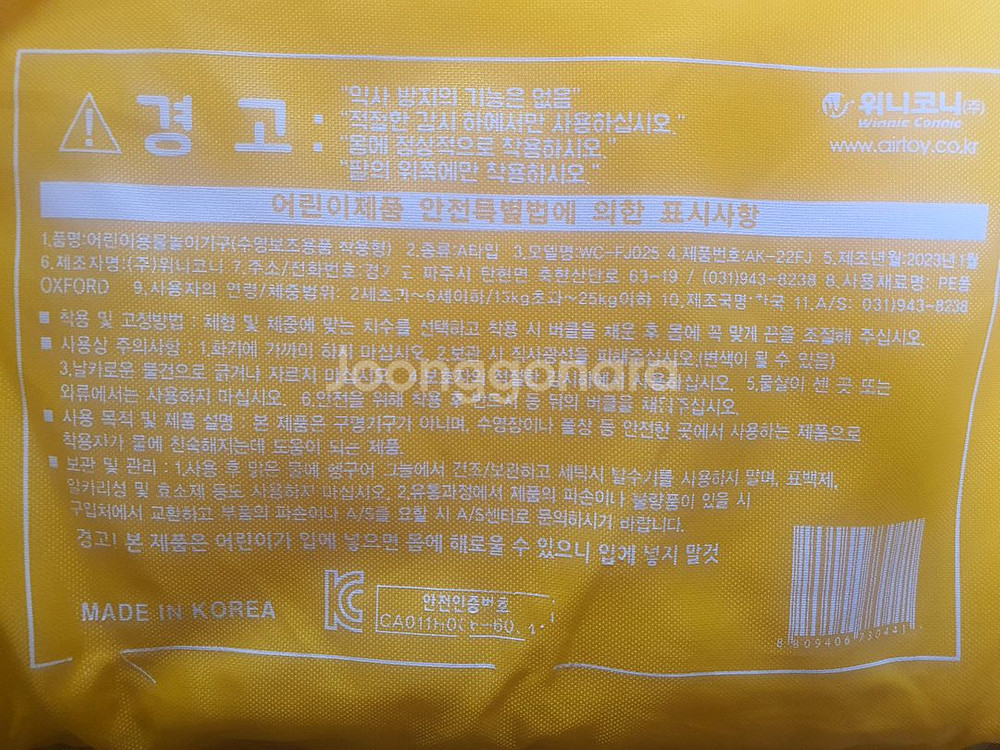 경 고 :
"익사 방지의 기능은 없음"
"적절한 감시 하에서만 사용하십시오."
"몸에 정상적으로 착용하시오."
"팔의 위쪽에만 착용하시오."
위니코니(주)
Winnie Connie
www.airtoy.co.kr
어린이제품 안전특별법에 의한 표시사항
1.품명:어린이용물놀이기구(수영보조용품 착용형) 2.종류:A타입 3.모델명:WC-FJ025 4.제품번호:AK-22FJ 5.제조년월:2023년1월
6.제조자명:(주)위니코니 7.주소/전화번호 파주시 탄현면 축현산단로 63-19 / (031)943-8238 8.사용재료명: PE폼
OXFORD 9.사용자의 연령/체중범위: 2세초과~6세이하/15kg초과~25kg이하 10.제조국명: 11.A/S: 031)943-8238
■ 착용 및 고정방법 : 체형 및 체중에 맞는 치수를 선택하고 착용 시 버클을 채운 후 몸에 꼭 맞게 끈을 조절해 주십시오.
■ 사용상 주의사항 : 1.화기에 가까이 하지 마십시오. 2.보관 시 직사광선을 피해주십시오.(변색이 될 수 있음)
3.날카로운 물건으로 긁거나 자르지 마십시오. 5.물살이 센 곳 또는
외류에서는 사용하지 마십시오. 6.안전을 위해 착용 후 반드시 등 뒤의 버클을 채워주십시오.
■ 사용 목적 및 제품 설명 : 본 제품은 구명기구가 아니며, 수영장이나 풀장 등 안전한 곳에서 사용하는 제품으로
착용자가 물에 친숙해지는데 도움이 되는 제품.
■ 보관 및 관리 : 1.사용 후 맑은 물에 헹구어 그늘에서 건조/보관하고 세탁시 탈수기를 사용하지 말며, 표백제,
알카리성 및 효소제 등도 사용하지 마십시오. 2.유통과정에서 제품의 파손이나 불량품이 있을 시
구입처에서 교환하고 부품의 파손이나 A/S를 요할 시 A/S센터로 문의하시기 바랍니다.
경고! 본 제품은 어린이가 입에 넣으면 몸에 해로울 수 있으니 입에 넣지 말것
MADE IN KOREA
안전인증번호
Joonggonara
8 809406 730441